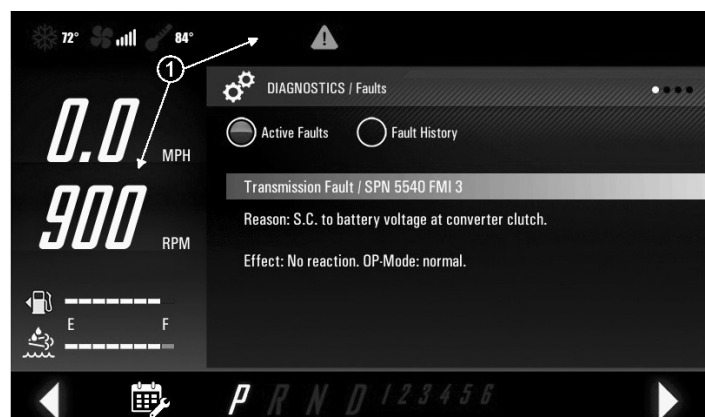 72° 84°
1
DIAGNOSTICS / Faults
Active Faults Fault History
0.0 MPH
Transmission Fault / SPN 5540 FMI 3
Reason: S.C. to battery voltage at converter clutch.
900 RPM
Effect: No reaction. OP-Mode: normal.
E F
P R N D 1 2 3 4 5 6